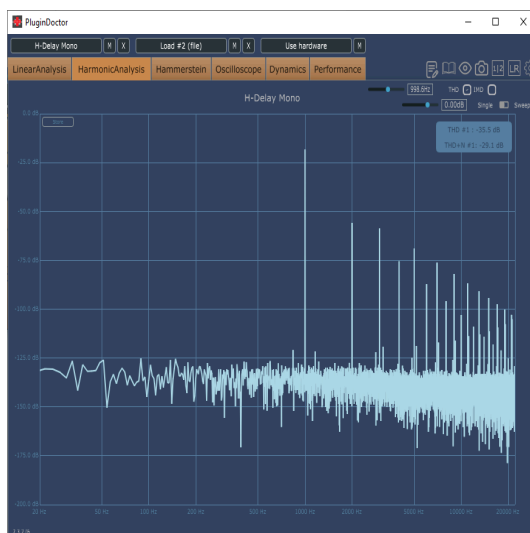 PluginDoctor
H-Delay Mono M X Load #2 (file) M X Use hardware M
LinearAnalysis HarmonicAnalysis Hammerstein Oscilloscope Dynamics Performance
LR
998.6Hz THD IMD
0.00dB Single Sweep
H-Delay Mono
THD #1 : -35.5 dB
THD+N #1: -29.1 dB
0.0 dB
-25.0 dB
-50.0 dB
-75.0 dB
-100.0 dB
-125.0 dB
-150.0 dB
-175.0 dB
-200.0 dB
20 Hz 50 Hz 100 Hz 200 Hz 500 Hz 1000 Hz 2000 Hz 5000 Hz 10000 Hz 20000 Hz